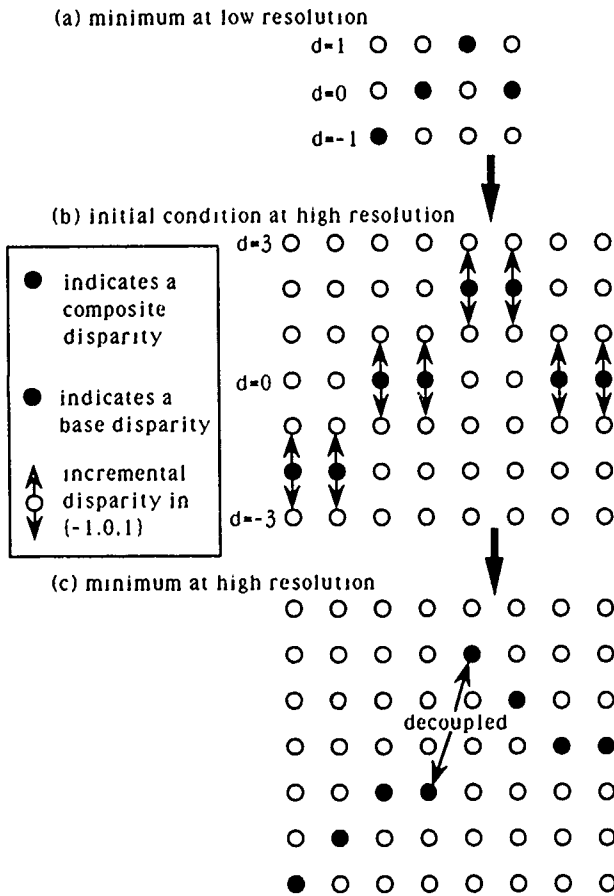 (a) minimum at low resolution
d=1
d=0
d=-1
(b) initial condition at high resolution
d=3
d=0
d=-3
indicates a
composite
disparity
indicates a
base disparity
incremental
disparity in
{-1.0.1}
(c) minimum at high resolution
decoupled